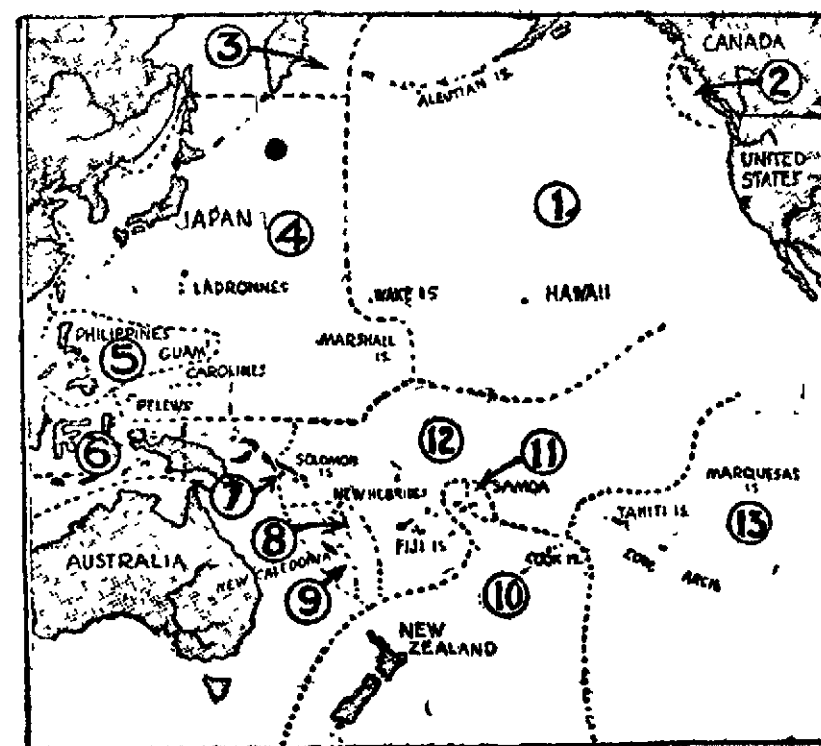 CANADA
3
2
ALEUTIAN IS.
UNITED
STATES
1
JAPAN
4
LADRONNES
WAKE IS
HAWAII
PHILIPPINES
GUAM
5
MARSHALL
IS.
CAROLINES
PELEWS
6
12
11
SOLOMON
IS
SAMOA
MARQUESAS
IS
7
NEW HEBRIDES
TAHITI IS.
13
8
FIJI IS.
AUSTRALIA
NEW CALEDONIA
COOK
9
10
NEW
ZEALAND